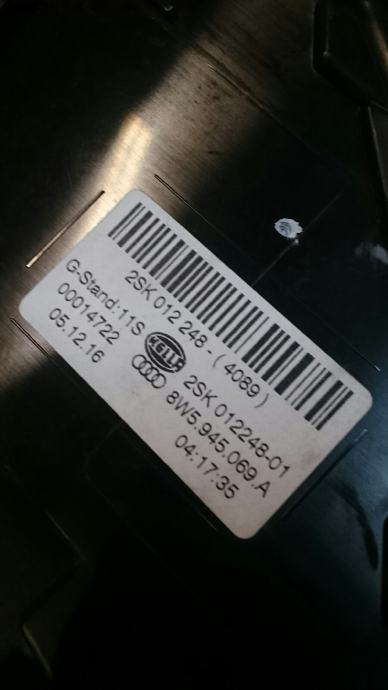 2SK 012 248 - ( 4089 )
G-Stand:11S
HELLA
2SK 012248-01
00014722
8W5.945.069.A
05.12.16
04:17:35